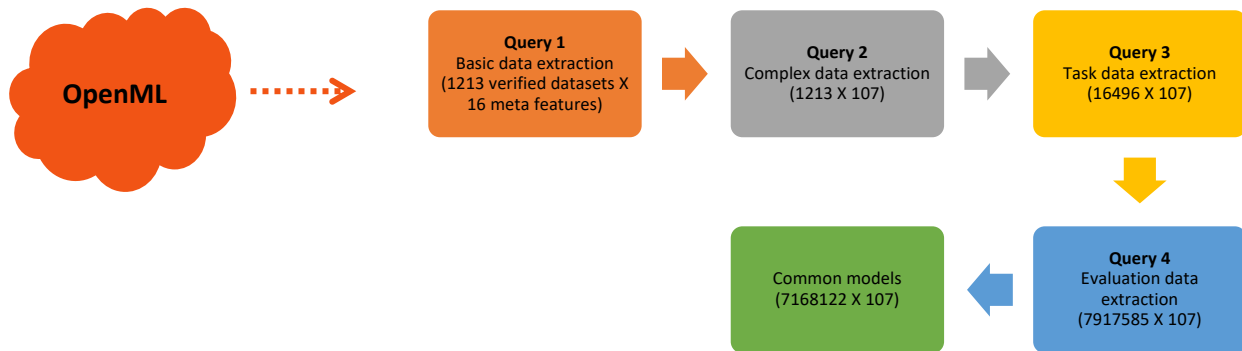 OpenML
Query 1
Basic data extraction
(1213 verified datasets X
16 meta features)
Query 2
Complex data extraction
(1213 X 107)
Query 3
Task data extraction
(16496 X 107)
Query 4
Evaluation data
extraction
(7917585 X 107)
Common models
(7168122 X 107)